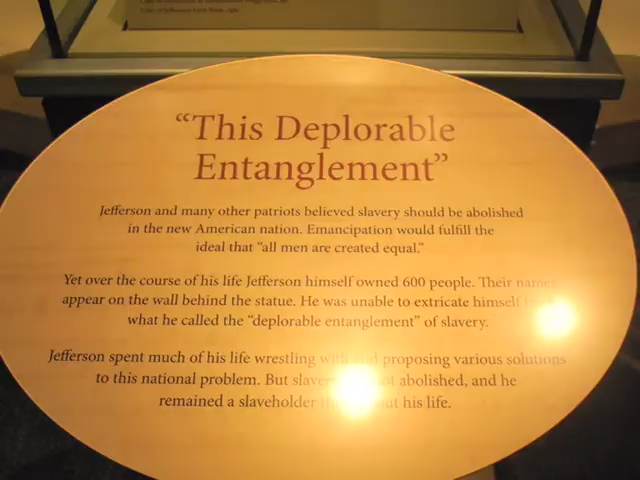 “This Deplorable
Entanglement”
Jefferson and many other patriots believed slavery should be abolished
in the new American nation. Emancipation would fulfill the
ideal that “all men are created equal.”
Yet over the course of his life Jefferson himself owned 600 people. Their names
appear on the wall behind the statue. He was unable to extricate himself
what he called the “deplorable entanglement” of slavery.
Jefferson spent much of his life wrestling with and proposing various solutions
to this national problem. But slavery not abolished, and he
remained a slaveholder his life.